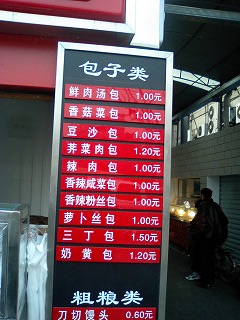 包子类
鲜肉汤包 1.00元
香菇菜包 1.00元
豆沙包 1.00元
荠菜肉包 1.20元
辣肉包 1.00元
香辣咸菜包 1.00元
香辣粉丝包 1.00元
萝卜丝包 1.00元
三丁包 1.50元
奶黄包 1.20元
粗粮类
刀切馒头 0.60元